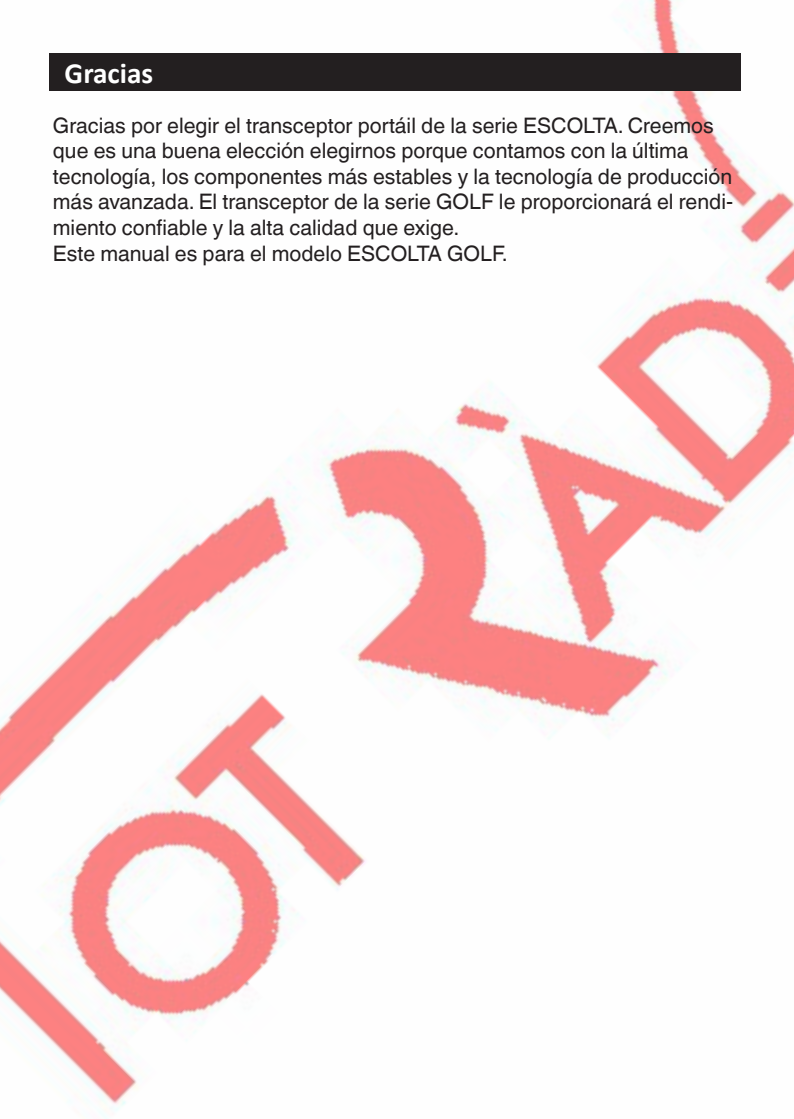 Gracias
Gracias por elegir el transceptor portáil de la serie ESCOLTA. Creemos
que es una buena elección elegirnos porque contamos con la última
tecnología, los componentes más estables y la tecnología de producción
más avanzada. El transceptor de la serie GOLF le proporcionará el rendi-
miento confiable y la alta calidad que exige.
Este manual es para el modelo ESCOLTA GOLF.